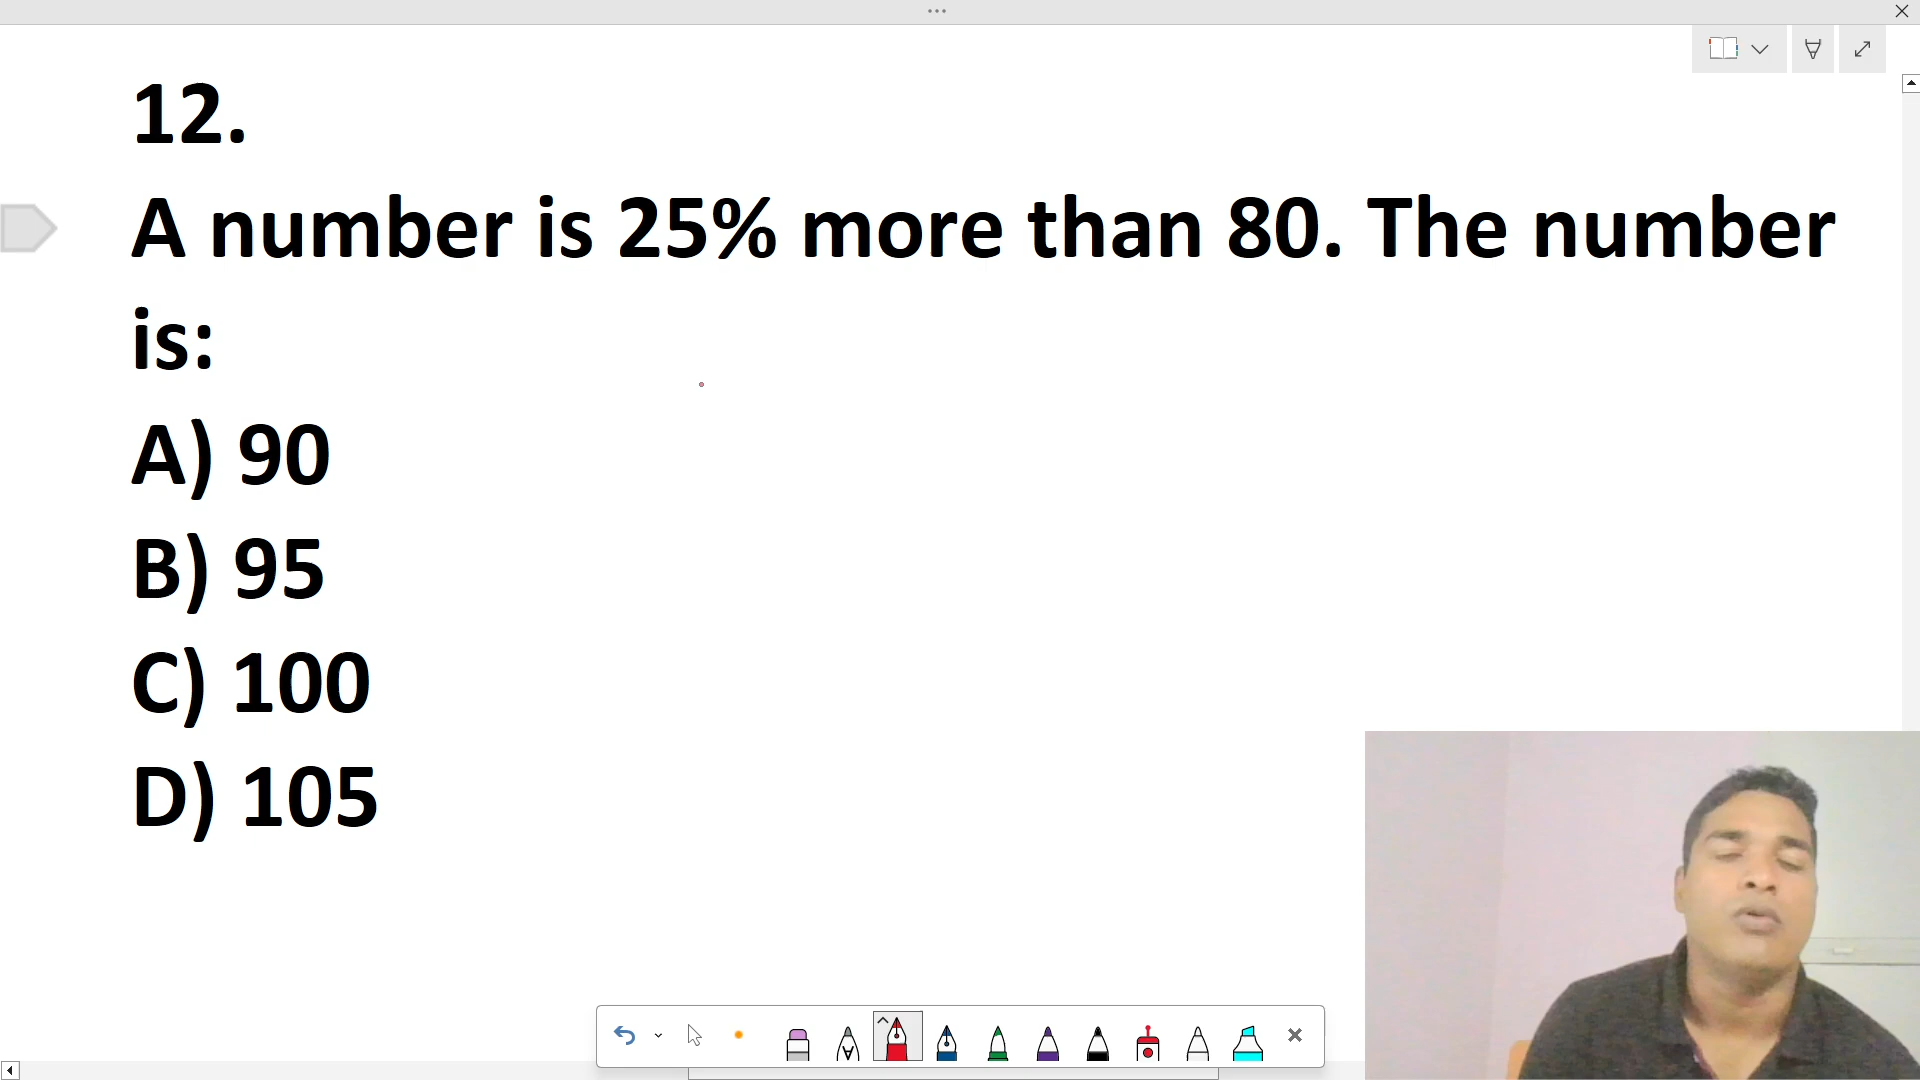 12.
A number is 25% more than 80. The number
is:
A) 90
B) 95
C) 100
D) 105